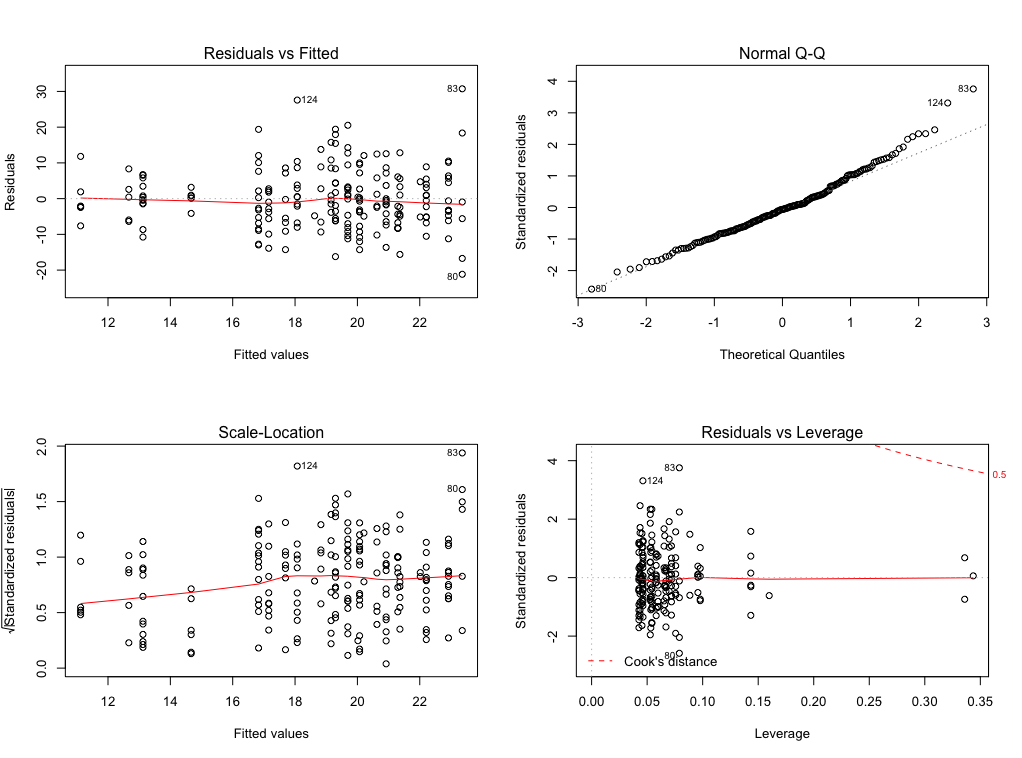 Residuals vs Fitted
Residuals
30
20
10
0
-10
-20
83
124
80
12 14 16 18 20 22
Fitted values
Normal Q-Q
Standardized residuals
4
3
2
1
0
-1
-2
83
124
80
-3 -2 -1 0 1 2 3
Theoretical Quantiles
Scale-Location
√|Standardized residuals|
2.0
1.5
1.0
0.5
0.0
83
124
80
12 14 16 18 20 22
Fitted values
Residuals vs Leverage
Standardized residuals
4
2
0
-2
83
124
0.5
80
Cook's distance
0.00 0.05 0.10 0.15 0.20 0.25 0.30 0.35
Leverage